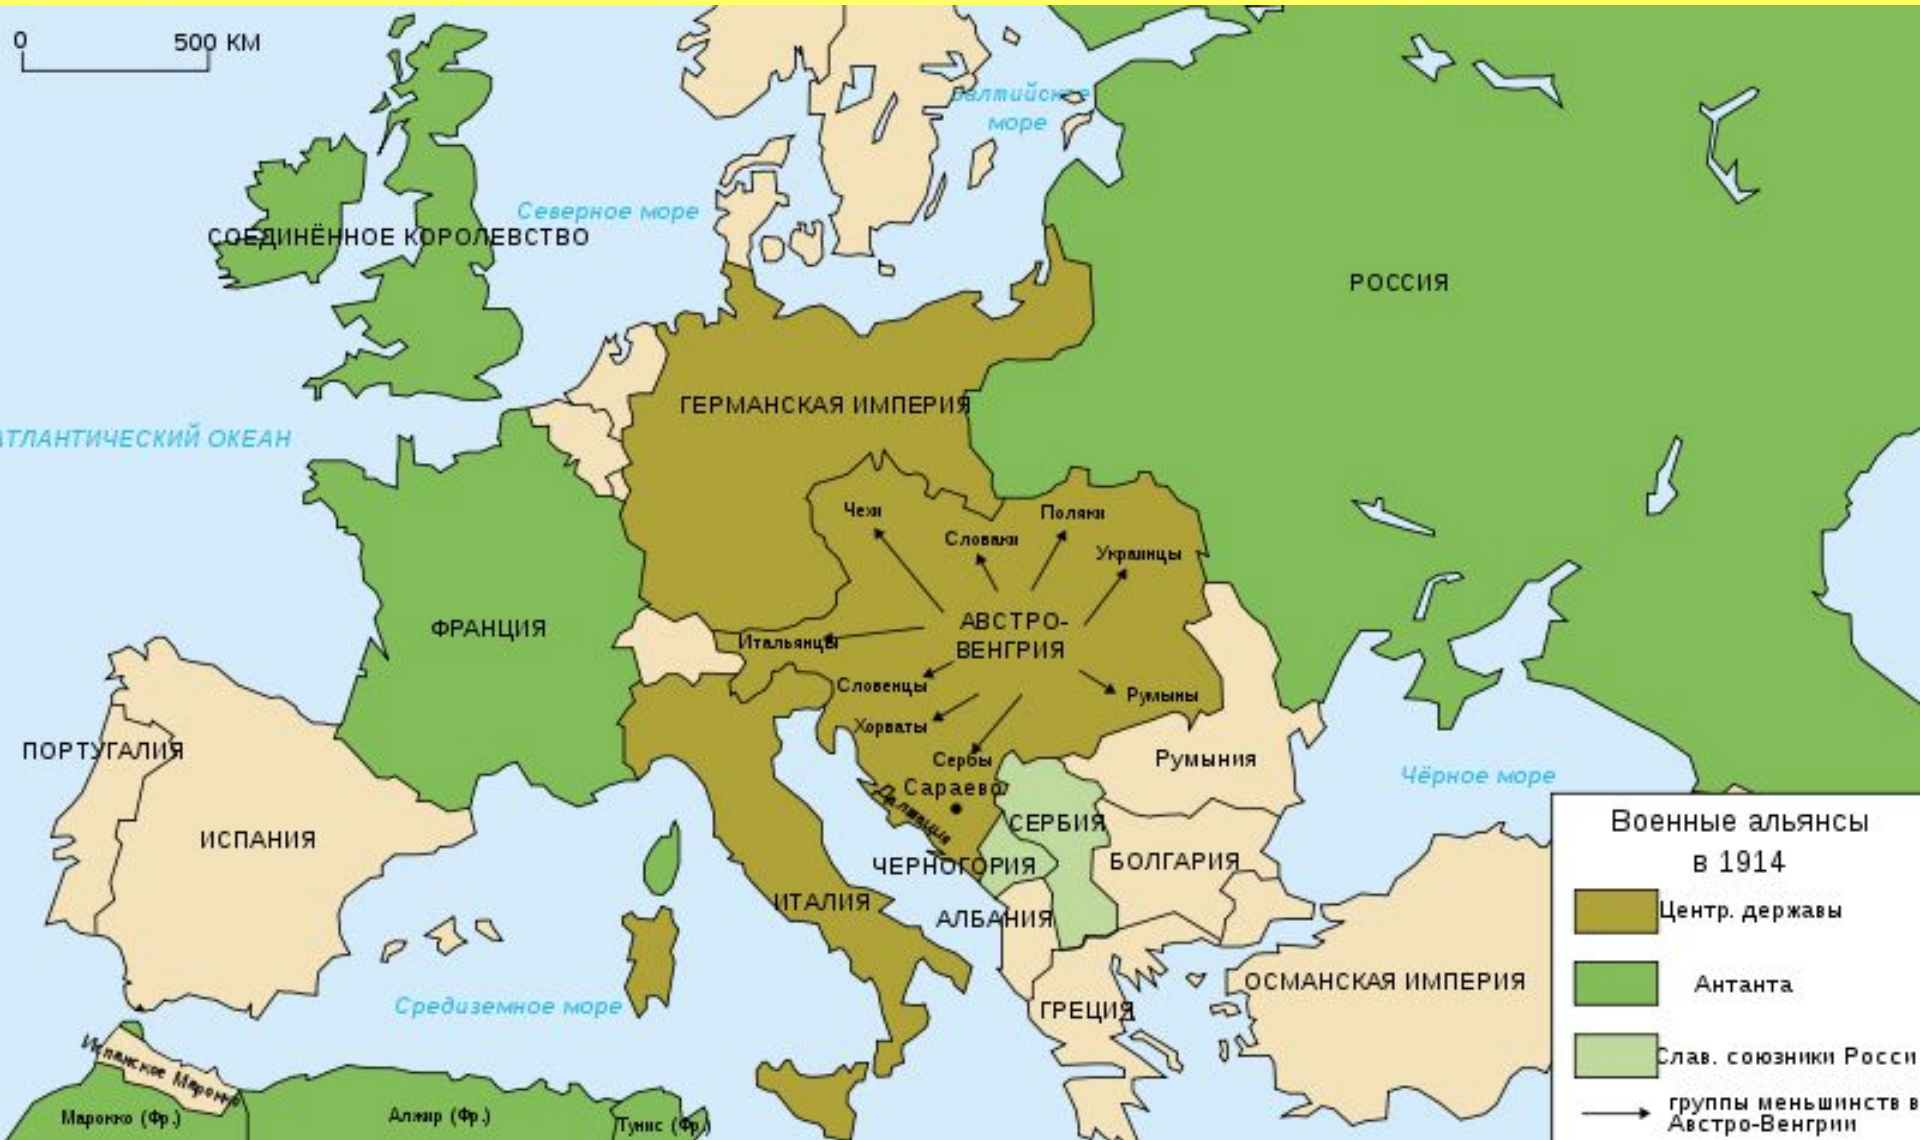 0 500 КМ
Балтийское
море
Северное море
СОЕДИНЁННОЕ КОРОЛЕВСТВО
РОССИЯ
ГЕРМАНСКАЯ ИМПЕРИЯ
АТЛАНТИЧЕСКИЙ ОКЕАН
Чехи
Поляки
Словаки
Украинцы
ФРАНЦИЯ
АВСТРО-
ВЕНГРИЯ
Итальянцы
Словенцы
Румыны
Хорваты
ПОРТУГАЛИЯ
Сербы
Румыния
Чёрное море
Сараево
Далмация
ИСПАНИЯ
СЕРБИЯ
ЧЕРНОГОРИЯ
БОЛГАРИЯ
ИТАЛИЯ
АЛБАНИЯ
ОСМАНСКАЯ ИМПЕРИЯ
Средиземное море
ГРЕЦИЯ
Испанское Марокко
Марокко (Фр.)
Алжир (Фр.)
Тунис (Фр.)
Военные альянсы
в 1914
Центр. державы
Антанта
Слав. союзники Росси
группы меньшинств в
Австро-Венгрии